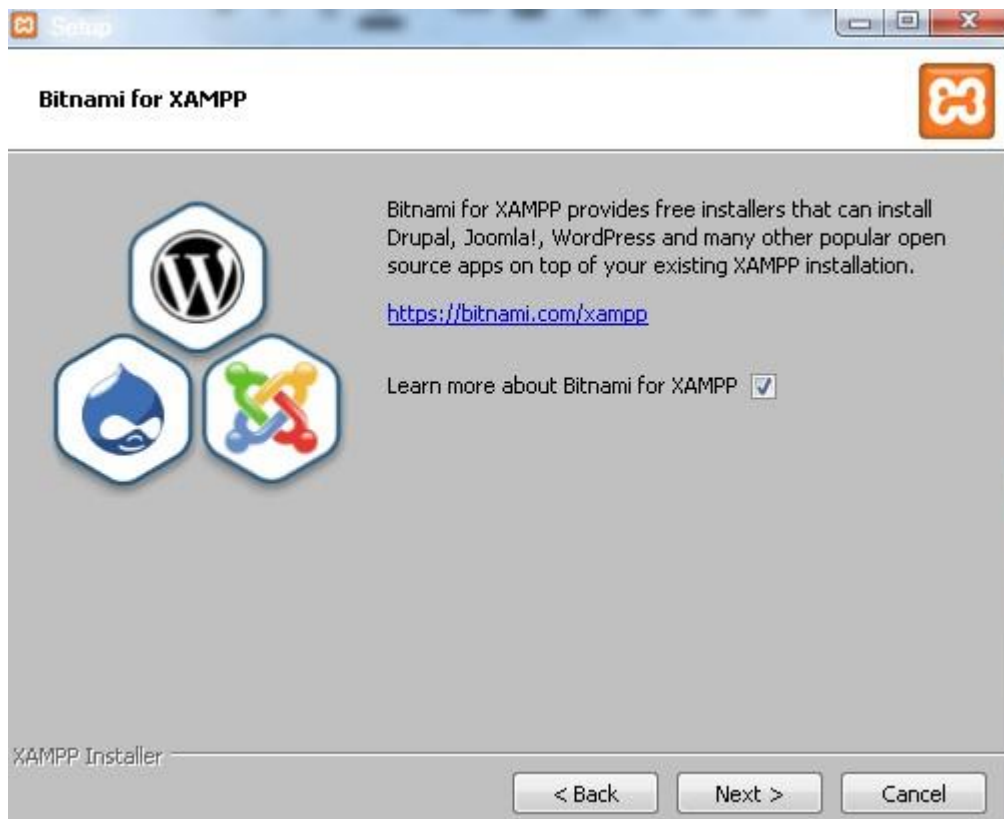 Setup
Bitnami for XAMPP
Bitnami for XAMPP provides free installers that can install
Drupal, Joomla!, WordPress and many other popular open
source apps on top of your existing XAMPP installation.
https://bitnami.com/xampp
Learn more about Bitnami for XAMPP
XAMPP Installer
< Back
Next >
Cancel